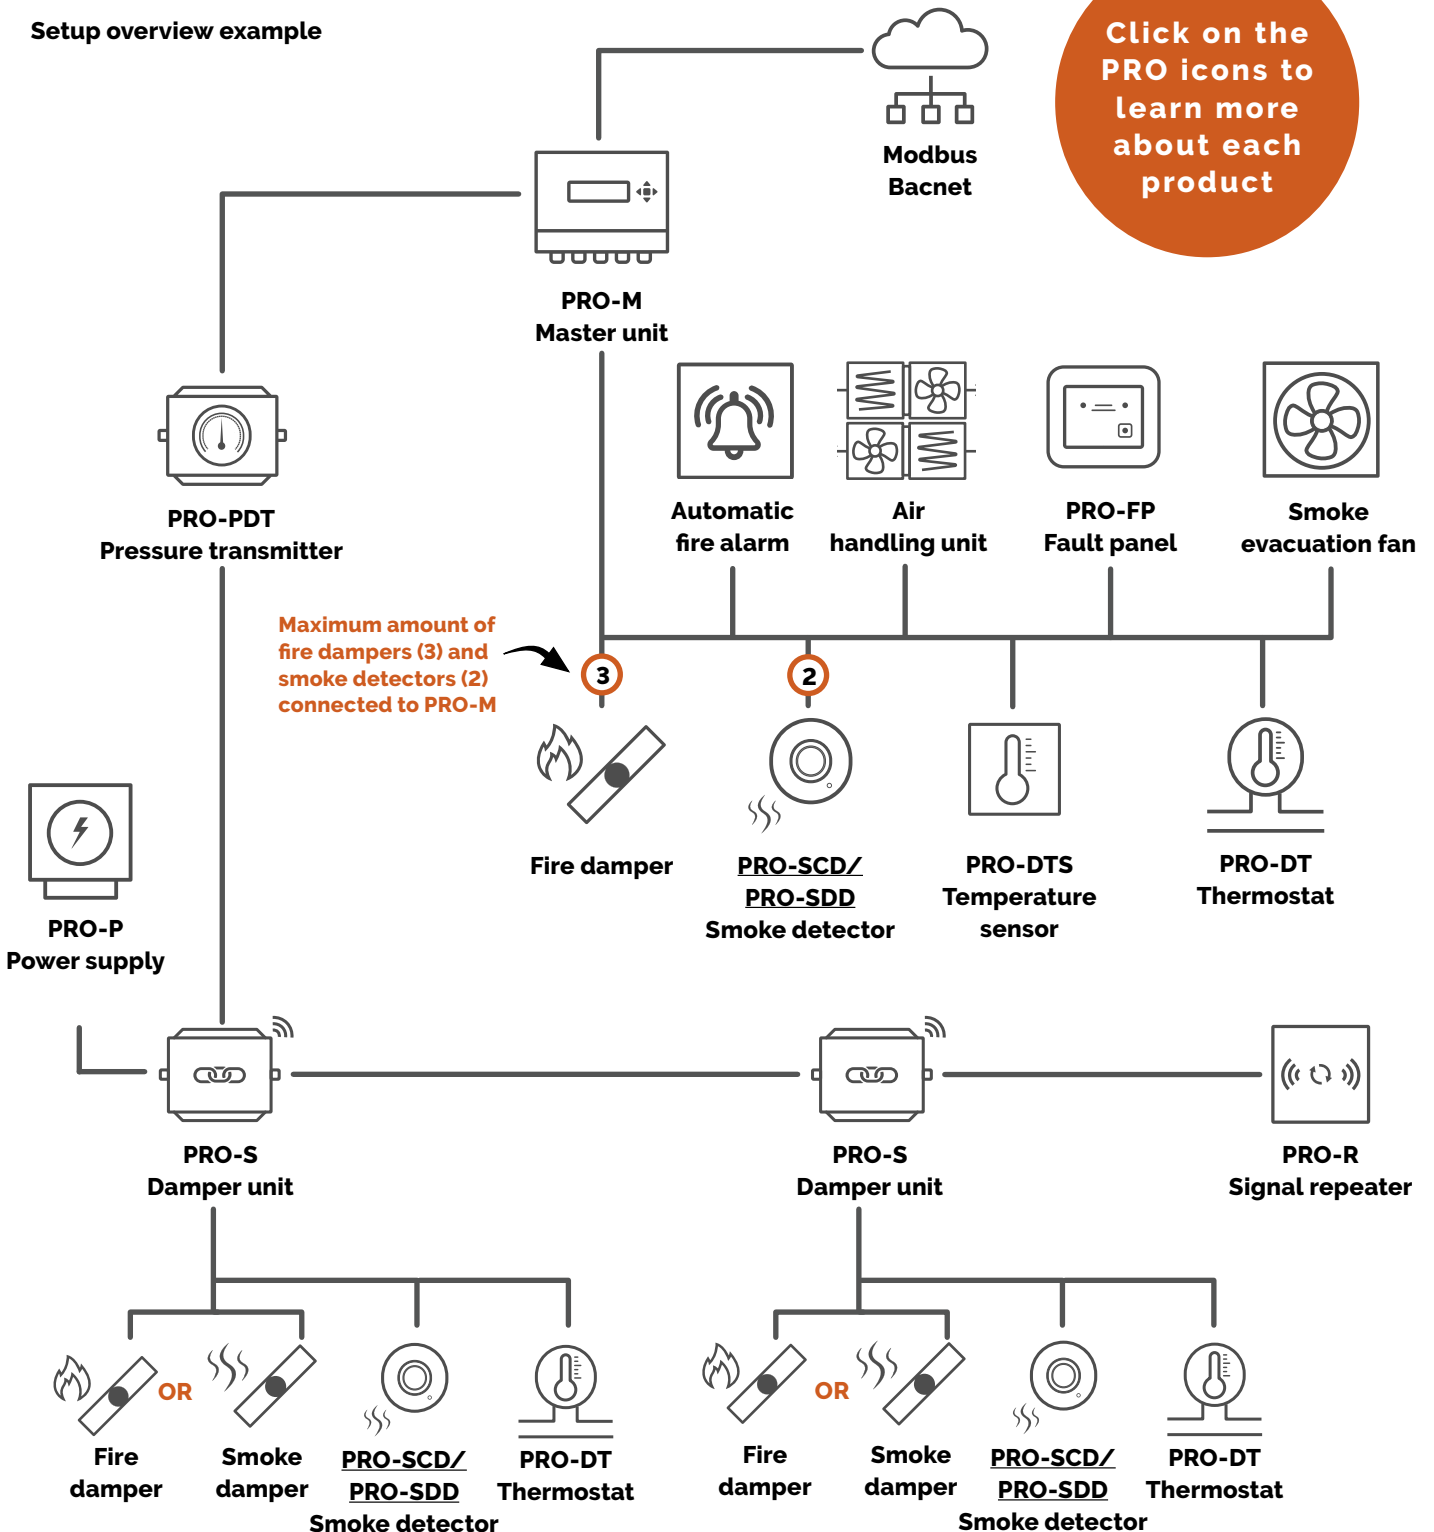 Setup overview example
Click on the
PRO icons to
learn more
about each
product
Modbus
Bacnet
PRO-M
Master unit
PRO-PDT
Pressure transmitter
Automatic
fire alarm
Air
handling unit
PRO-FP
Fault panel
Smoke
evacuation fan
Maximum amount of
fire dampers (3) and
smoke detectors (2)
connected to PRO-M
3
2
Fire damper
PRO-SCD/
PRO-SDD
Smoke detector
PRO-DTS
Temperature
sensor
PRO-DT
Thermostat
PRO-P
Power supply
PRO-S
Damper unit
PRO-S
Damper unit
PRO-R
Signal repeater
OR
Fire
damper
Smoke
damper
PRO-SCD/
PRO-SDD
Smoke detector
PRO-DT
Thermostat
OR
Fire
damper
Smoke
damper
PRO-SCD/
PRO-SDD
Smoke detector
PRO-DT
Thermostat